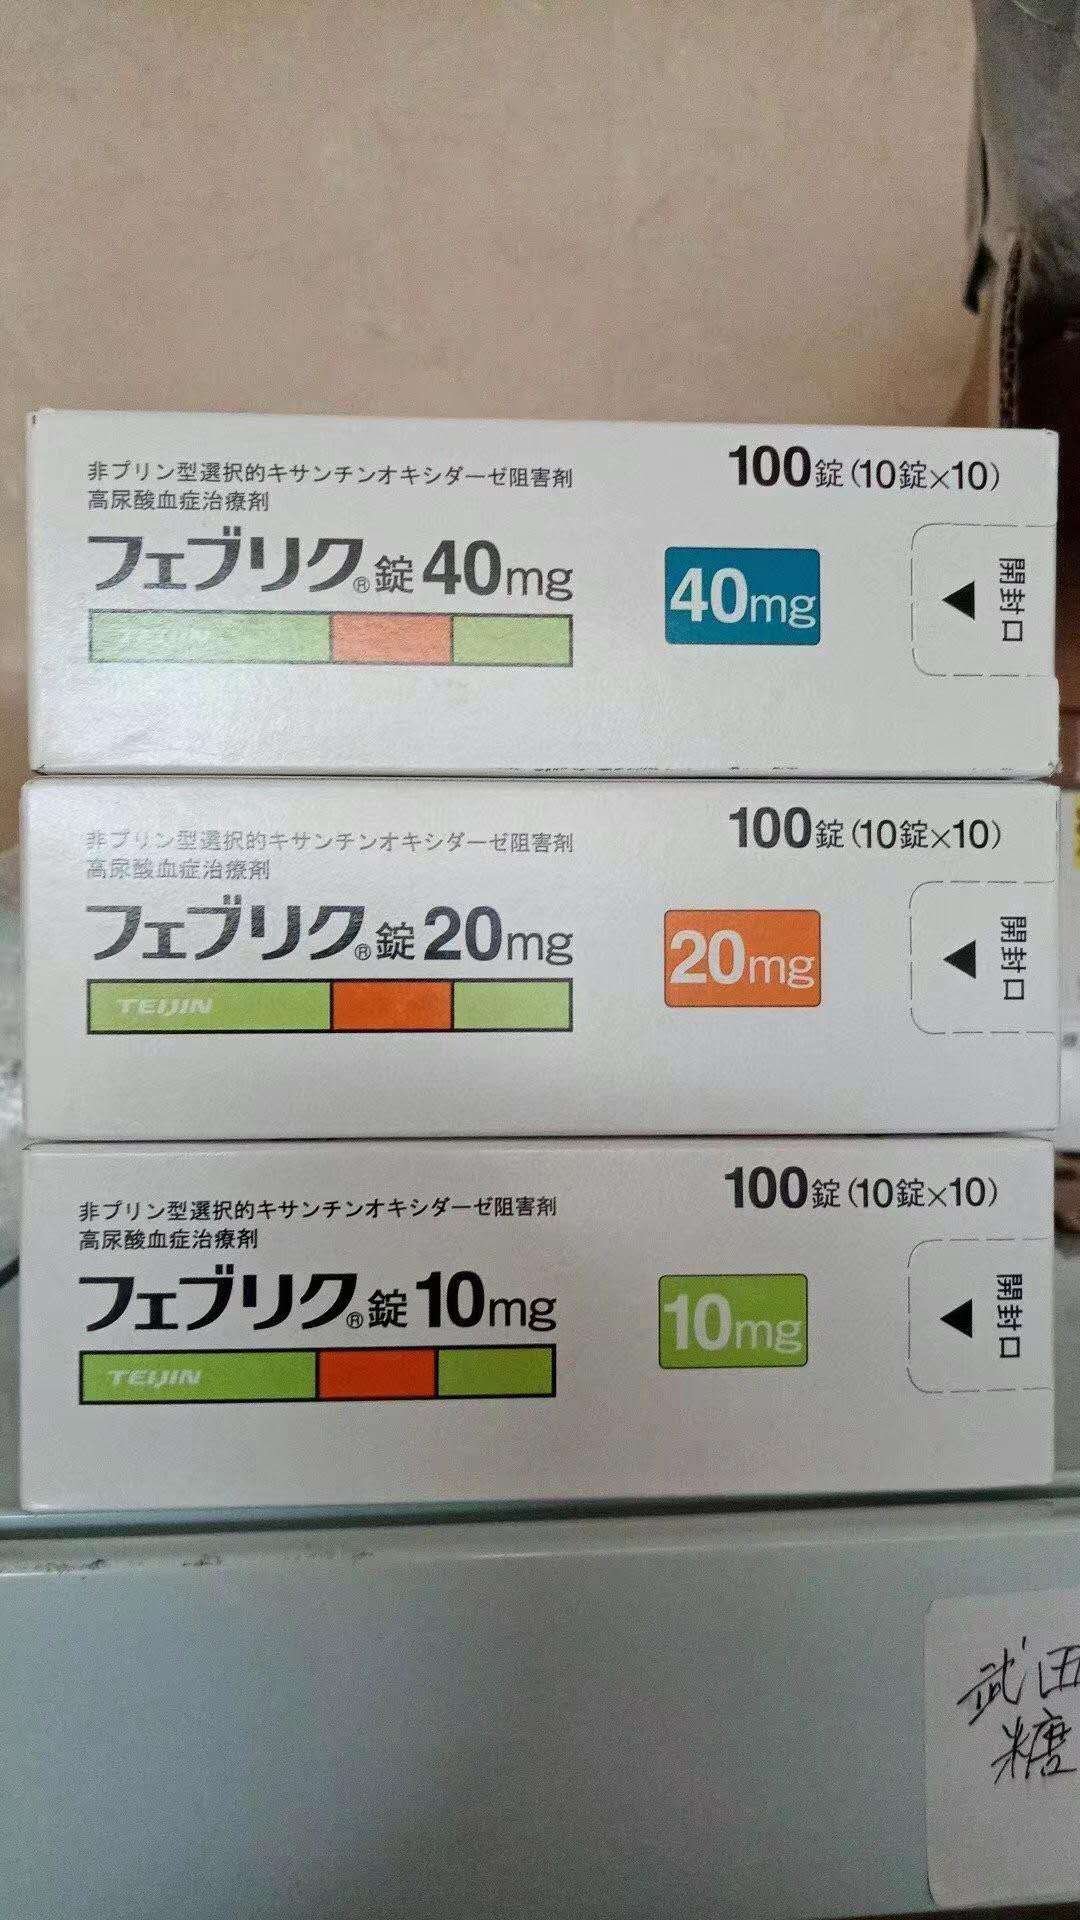 非プリン型選択的キサンチンオキシダーゼ阻害剤
高尿酸血症治療剤
フェブリク®錠40mg
TEIJIN
100錠(10錠×10)
40mg
開封口
非プリン型選択的キサンチンオキシダーゼ阻害剤
高尿酸血症治療剤
フェブリク®錠20mg
TEIJIN
100錠(10錠×10)
20mg
開封口
非プリン型選択的キサンチンオキシダーゼ阻害剤
高尿酸血症治療剤
フェブリク®錠10mg
TEIJIN
100錠(10錠×10)
10mg
開封口
武田
糖